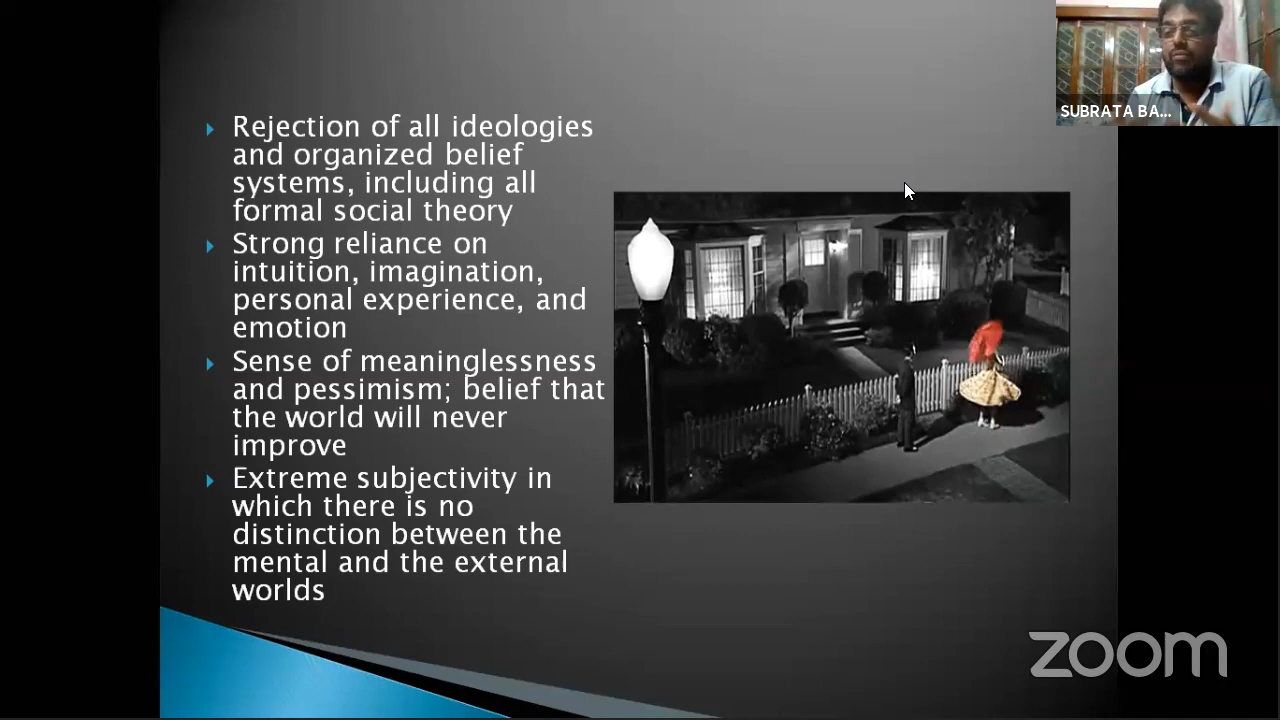 SUBRATA BA...
Rejection of all ideologies
and organized belief
systems, including all
formal social theory
Strong reliance on
intuition, imagination,
personal experience, and
emotion
Sense of meaninglessness
and pessimism; belief that
the world will never
improve
Extreme subjectivity in
which there is no
distinction between the
mental and the external
worlds
zoom